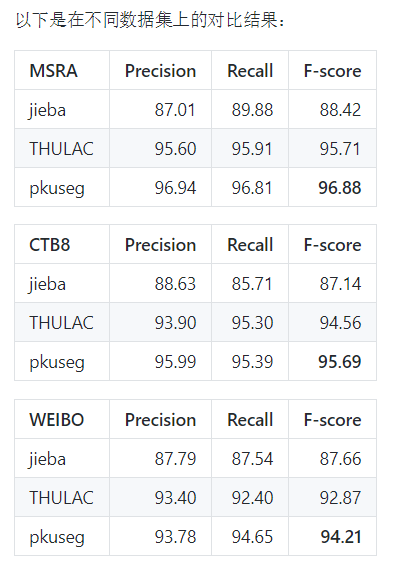 以下是在不同数据集上的对比结果：
MSRA Precision Recall F-score
jieba 87.01 89.88 88.42
THULAC 95.60 95.91 95.71
pkuseg 96.94 96.81 96.88
CTB8 Precision Recall F-score
jieba 88.63 85.71 87.14
THULAC 93.90 95.30 94.56
pkuseg 95.99 95.39 95.69
WEIBO Precision Recall F-score
jieba 87.79 87.54 87.66
THULAC 93.40 92.40 92.87
pkuseg 93.78 94.65 94.21